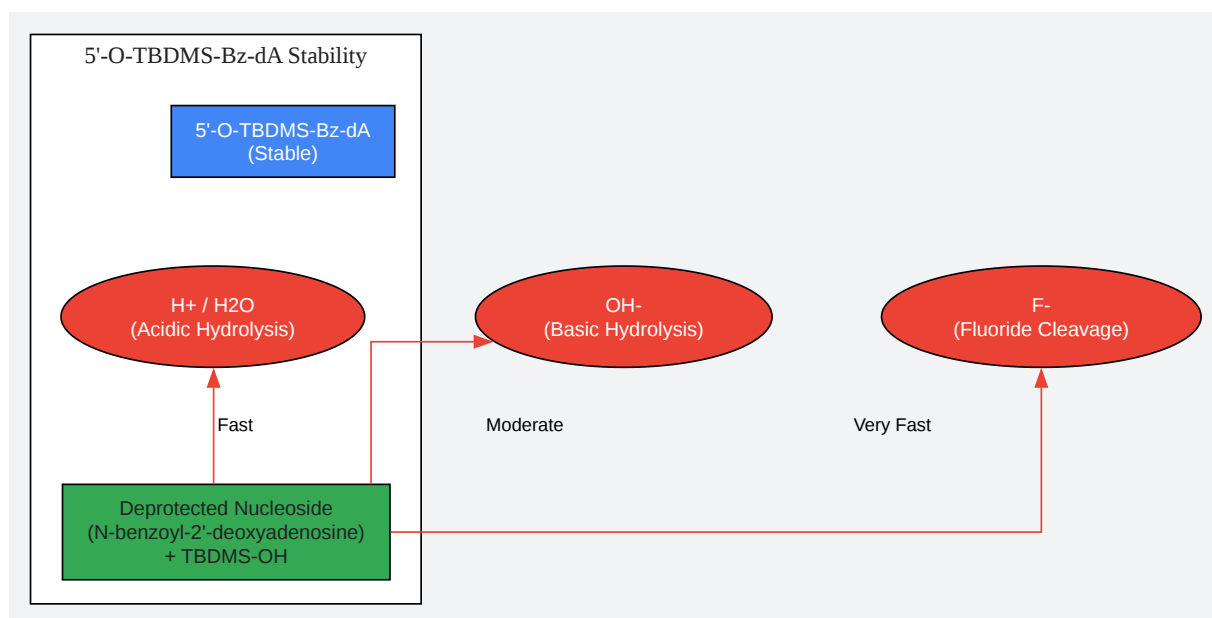 5'-O-TBDMS-Bz-dA Stability
5'-O-TBDMS-Bz-dA
(Stable)
H+ / H2O
(Acidic Hydrolysis)
OH-
(Basic Hydrolysis)
F-
(Fluoride Cleavage)
Fast
Moderate
Very Fast
Deprotected Nucleoside
(N-benzoyl-2'-deoxyadenosine)
+ TBDMS-OH